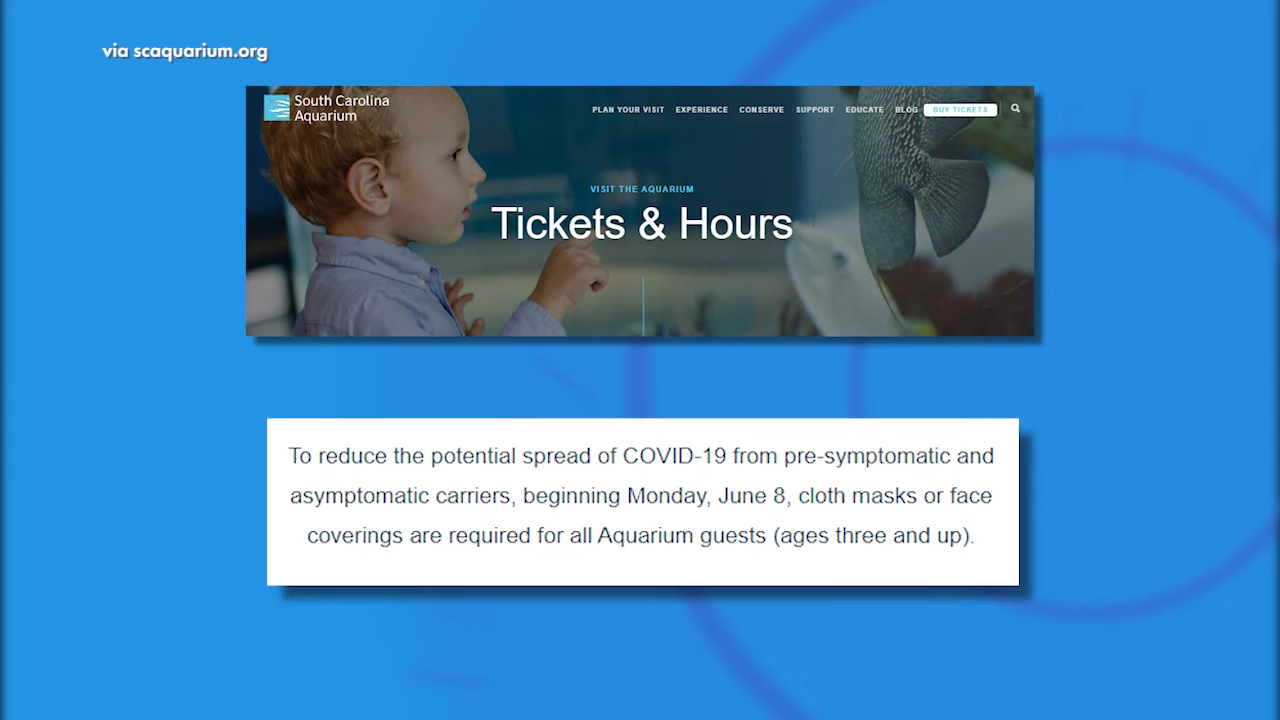 via scaquarium.org
South Carolina
Aquarium
PLAN YOUR VISIT EXPERIENCE CONSERVE SUPPORT EDUCATE BLOG BUY TICKETS
VISIT THE AQUARIUM
Tickets & Hours
To reduce the potential spread of COVID-19 from pre-symptomatic and
asymptomatic carriers, beginning Monday, June 8, cloth masks or face
coverings are required for all Aquarium guests (ages three and up).